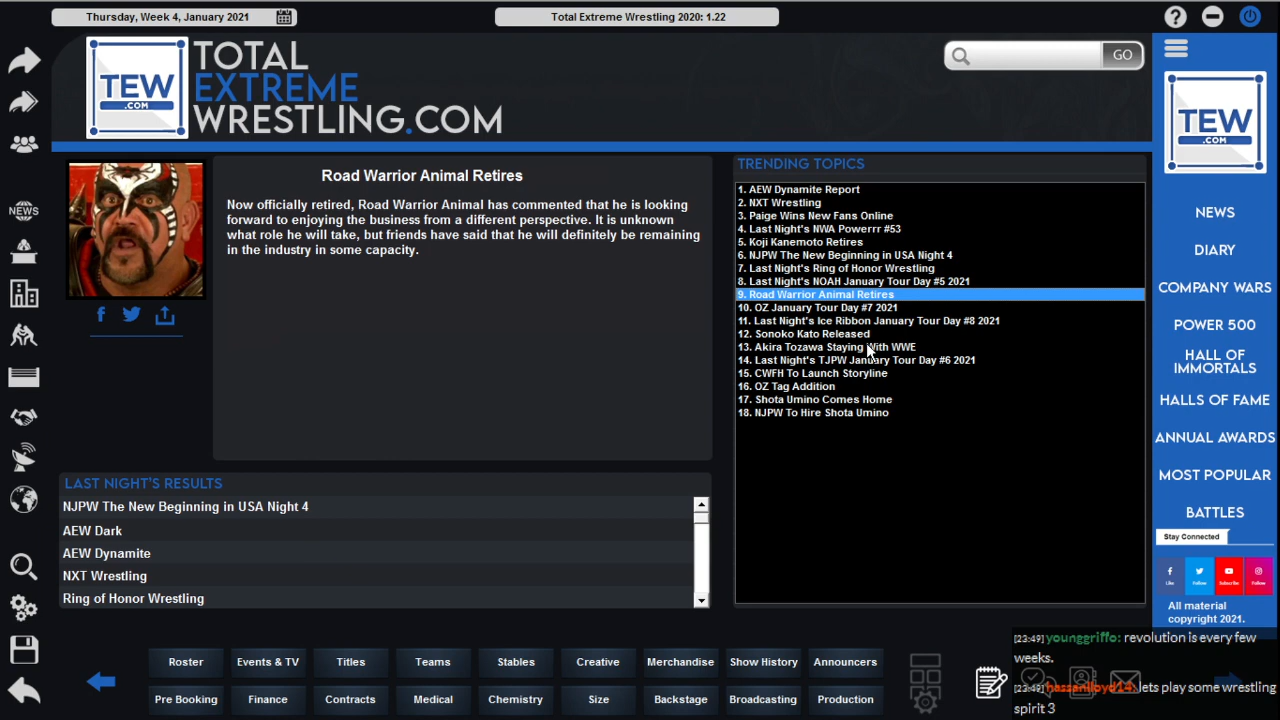 Thursday, Week 4, January 2021
Total Extreme Wrestling 2020: 1.22
TEW
.COM
TOTAL
EXTREME
WRESTLING.COM
GO
TEW
.COM
Road Warrior Animal Retires
Now officially retired, Road Warrior Animal has commented that he is looking
forward to enjoying the business from a different perspective. It is unknown
what role he will take, but friends have said that he will definitely be remaining
in the industry in some capacity.
TRENDING TOPICS
1. AEW Dynamite Report
2. NXT Wrestling
3. Paige Wins New Fans Online
4. Last Night's NWA Powerrr #53
5. Koji Kanemoto Retires
6. NJPW The New Beginning in USA Night 4
7. Last Night's Ring of Honor Wrestling
8. Last Night's NOAH January Tour Day #5 2021
9. Road Warrior Animal Retires
10. OZ January Tour Day #7 2021
11. Last Night's Ice Ribbon January Tour Day #8 2021
12. Sonoko Kato Released
13. Akira Tozawa Staying With WWE
14. Last Night's TJPW January Tour Day #6 2021
15. CWFH To Launch Storyline
16. OZ Tag Addition
17. Shota Umino Comes Home
18. NJPW To Hire Shota Umino
LAST NIGHT'S RESULTS
NJPW The New Beginning in USA Night 4
AEW Dark
AEW Dynamite
NXT Wrestling
Ring of Honor Wrestling
NEWS
NEWS
DIARY
COMPANY WARS
POWER 500
HALL OF
IMMORTALS
HALLS OF FAME
ANNUAL AWARDS
MOST POPULAR
BATTLES
Stay Connected
Like
Follow
Subscribe
Follow
All material
copyright 2021.
Roster
Events & TV
Titles
Teams
Stables
Creative
Merchandise
Show History
Announcers
Pre Booking
Finance
Contracts
Medical
Chemistry
Size
Backstage
Broadcasting
Production
[23:49] younggriffo: revolution is every few
weeks.
[23:49] hassanlloyd14: lets play some wrestling
spirit 3